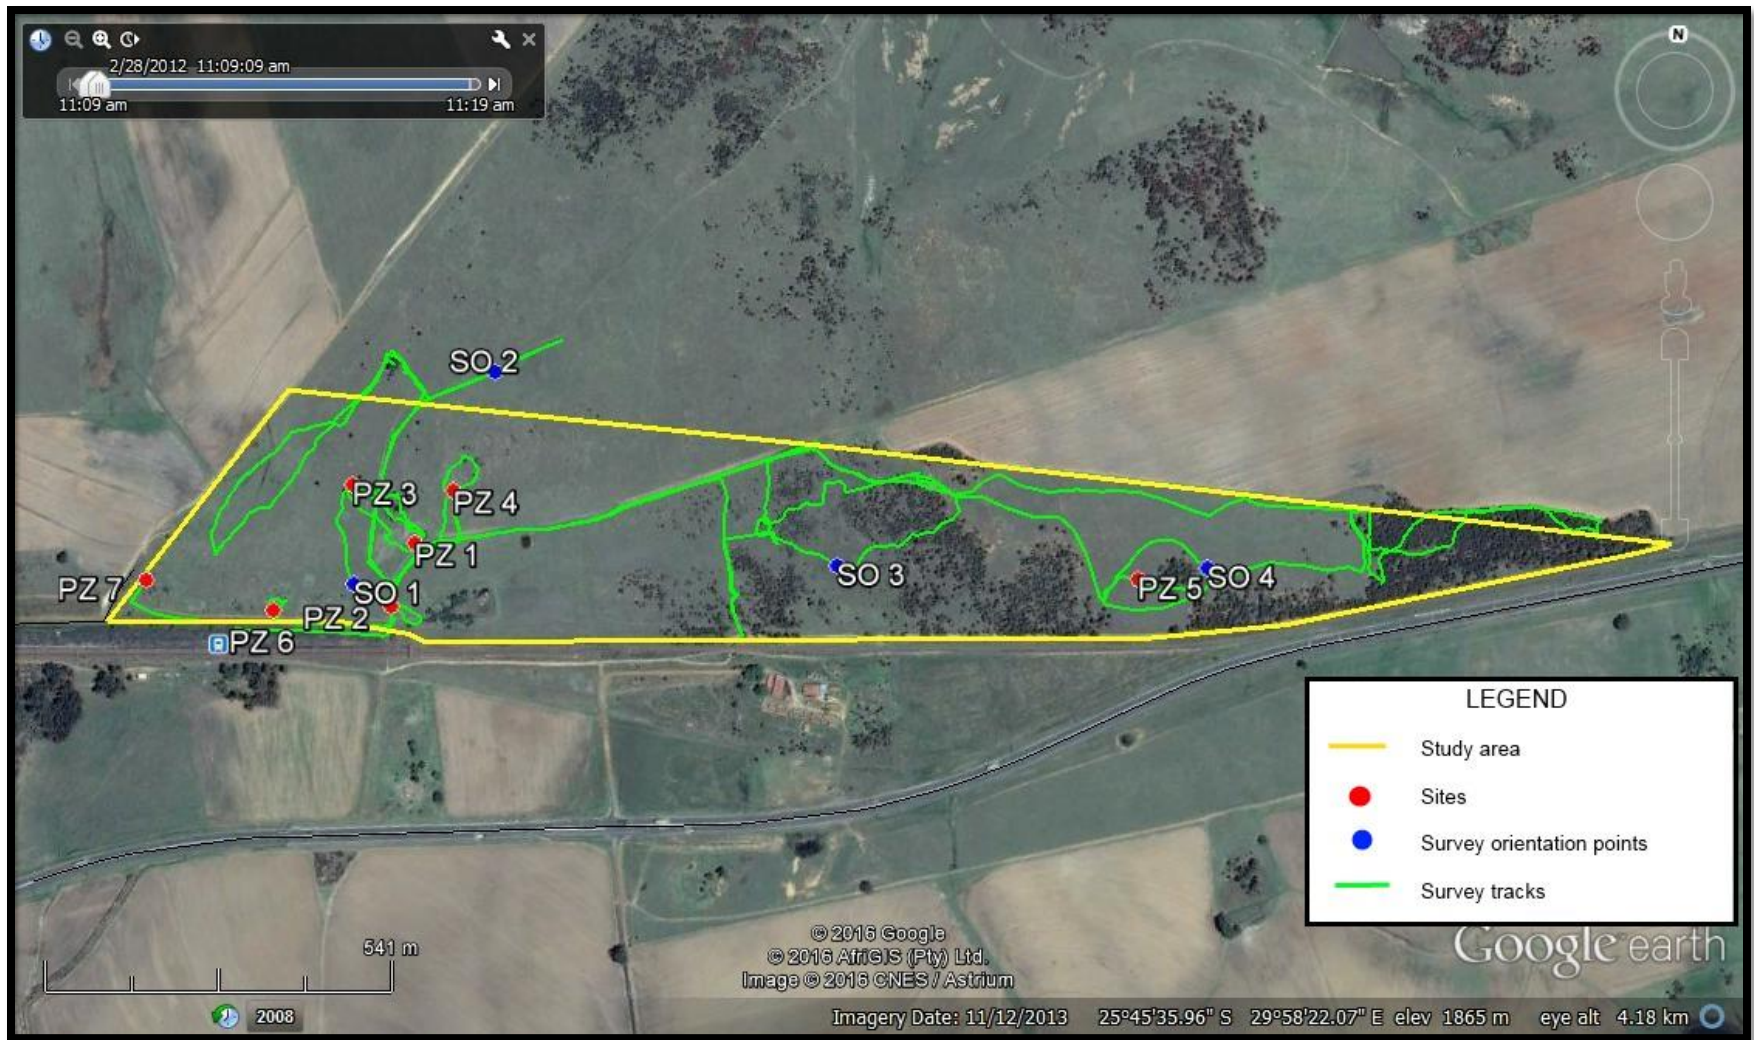 2/28/2012 11:09:09 am
11:09 am
11:19 am
N
SO 2
PZ 3
PZ 4
PZ 1
PZ 7
SO 1
SO 3
PZ 5
SO 4
PZ 2
PZ 6
LEGEND
Study area
Sites
Survey orientation points
Survey tracks
541 m
© 2016 Google
© 2016 AfriGIS (Pty) Ltd.
Image © 2016 CNES / Astrium
Google earth
2008
Imagery Date: 11/12/2013 25°45'35.96" S 29°58'22.07" E elev 1865 m eye alt 4.18 km